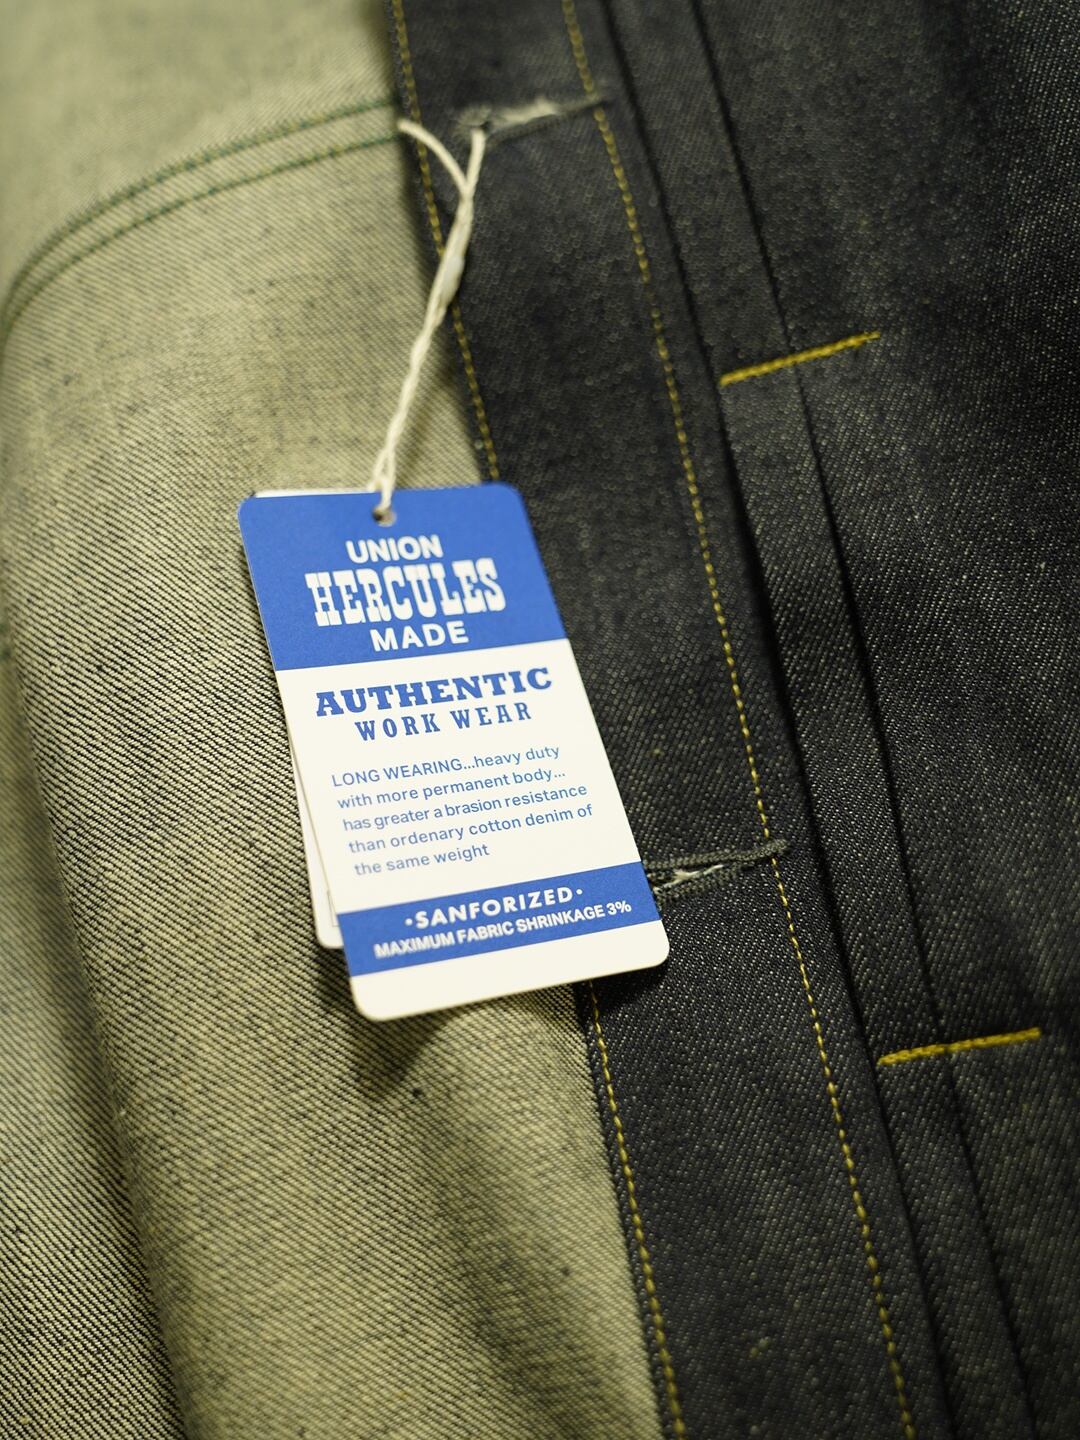 UNION
HERCULES
MADE
AUTHENTIC
WORK WEAR
LONG WEARING...heavy duty
with more permanent body...
has greater a brasion resistance
than ordenary cotton denim of
the same weight
·SANFORIZED·
MAXIMUM FABRIC SHRINKAGE 3%